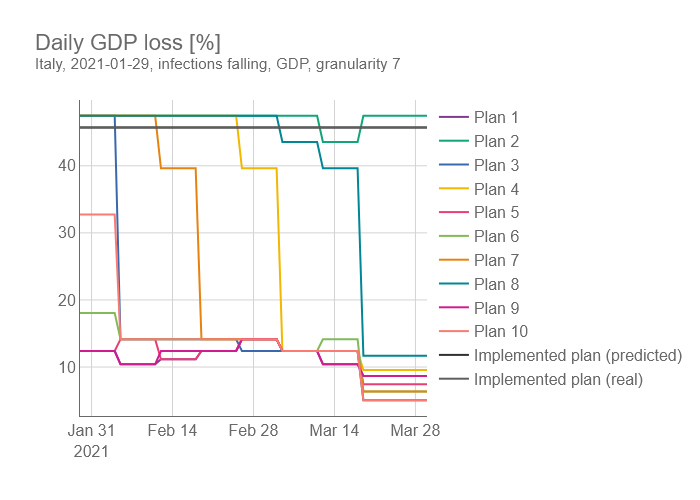 Daily GDP loss [%]
Italy, 2021-01-29, infections falling, GDP, granularity 7
40
30
20
10
Jan 31
2021
Feb 14
Feb 28
Mar 14
Mar 28
Plan 1
Plan 2
Plan 3
Plan 4
Plan 5
Plan 6
Plan 7
Plan 8
Plan 9
Plan 10
Implemented plan (predicted)
Implemented plan (real)